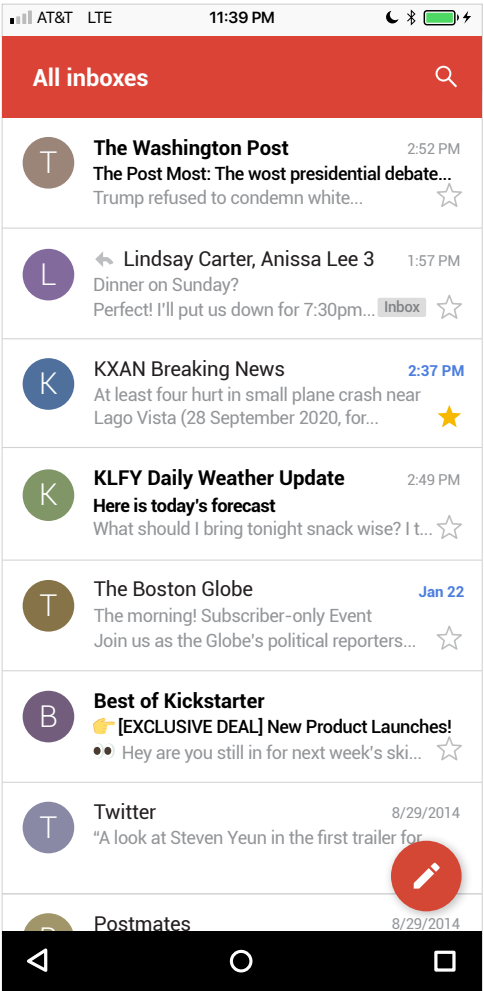 AT&T LTE 11:39 PM
All inboxes
T The Washington Post 2:52 PM
The Post Most: The wost presidential debate...
Trump refused to condemn white...
L Lindsay Carter, Anissa Lee 3 1:57 PM
Dinner on Sunday?
Perfect! I'll put us down for 7:30pm... Inbox
K KXAN Breaking News 2:37 PM
At least four hurt in small plane crash near
Lago Vista (28 September 2020, for...
K KLFY Daily Weather Update 2:49 PM
Here is today's forecast
What should I bring tonight snack wise? I t...
T The Boston Globe Jan 22
The morning! Subscriber-only Event
Join us as the Globe's political reporters...
B Best of Kickstarter
👉[EXCLUSIVE DEAL] New Product Launches!
👀 Hey are you still in for next week's ski...
T Twitter 8/29/2014
“A look at Steven Yeun in the first trailer for
Postmates 8/29/2014